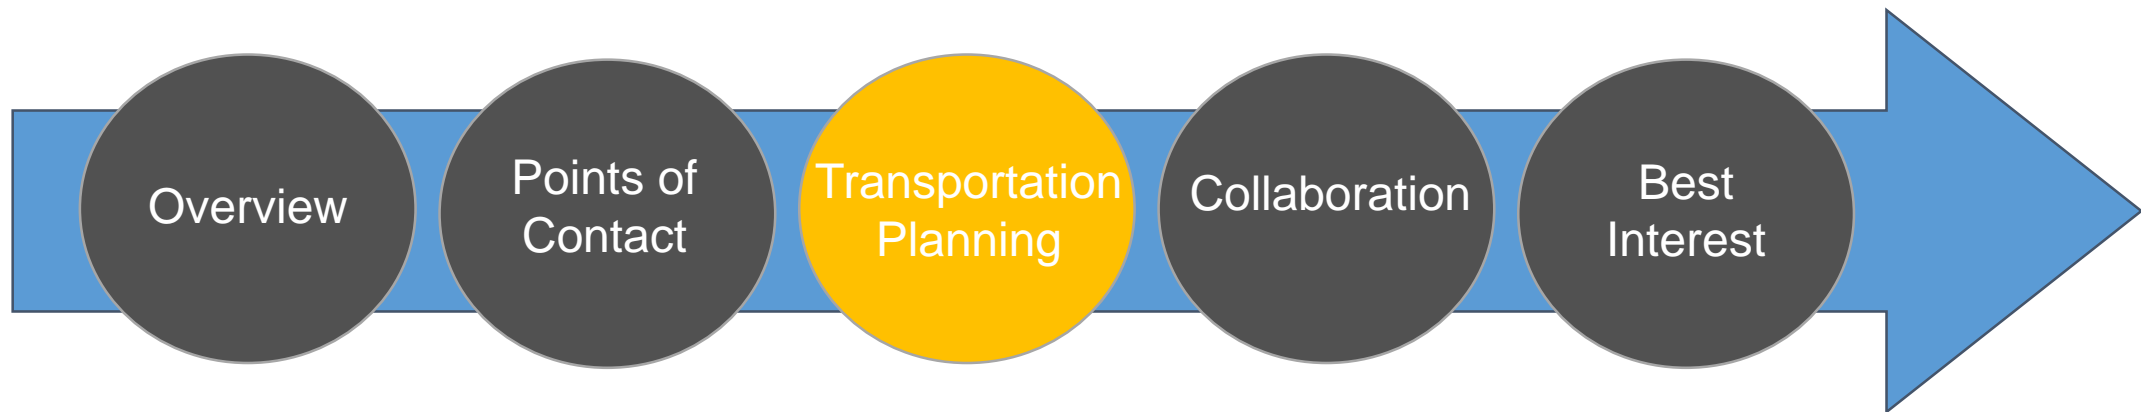 Overview
Points of
Contact
Transportation
Planning
Collaboration
Best
Interest